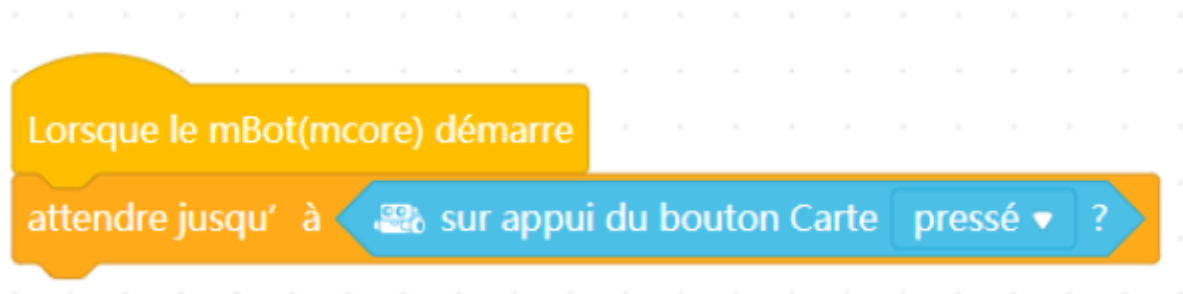 Lorsque le mBot(mcore) démarre
attendre jusqu' à sur appui du bouton Carte pressé ?